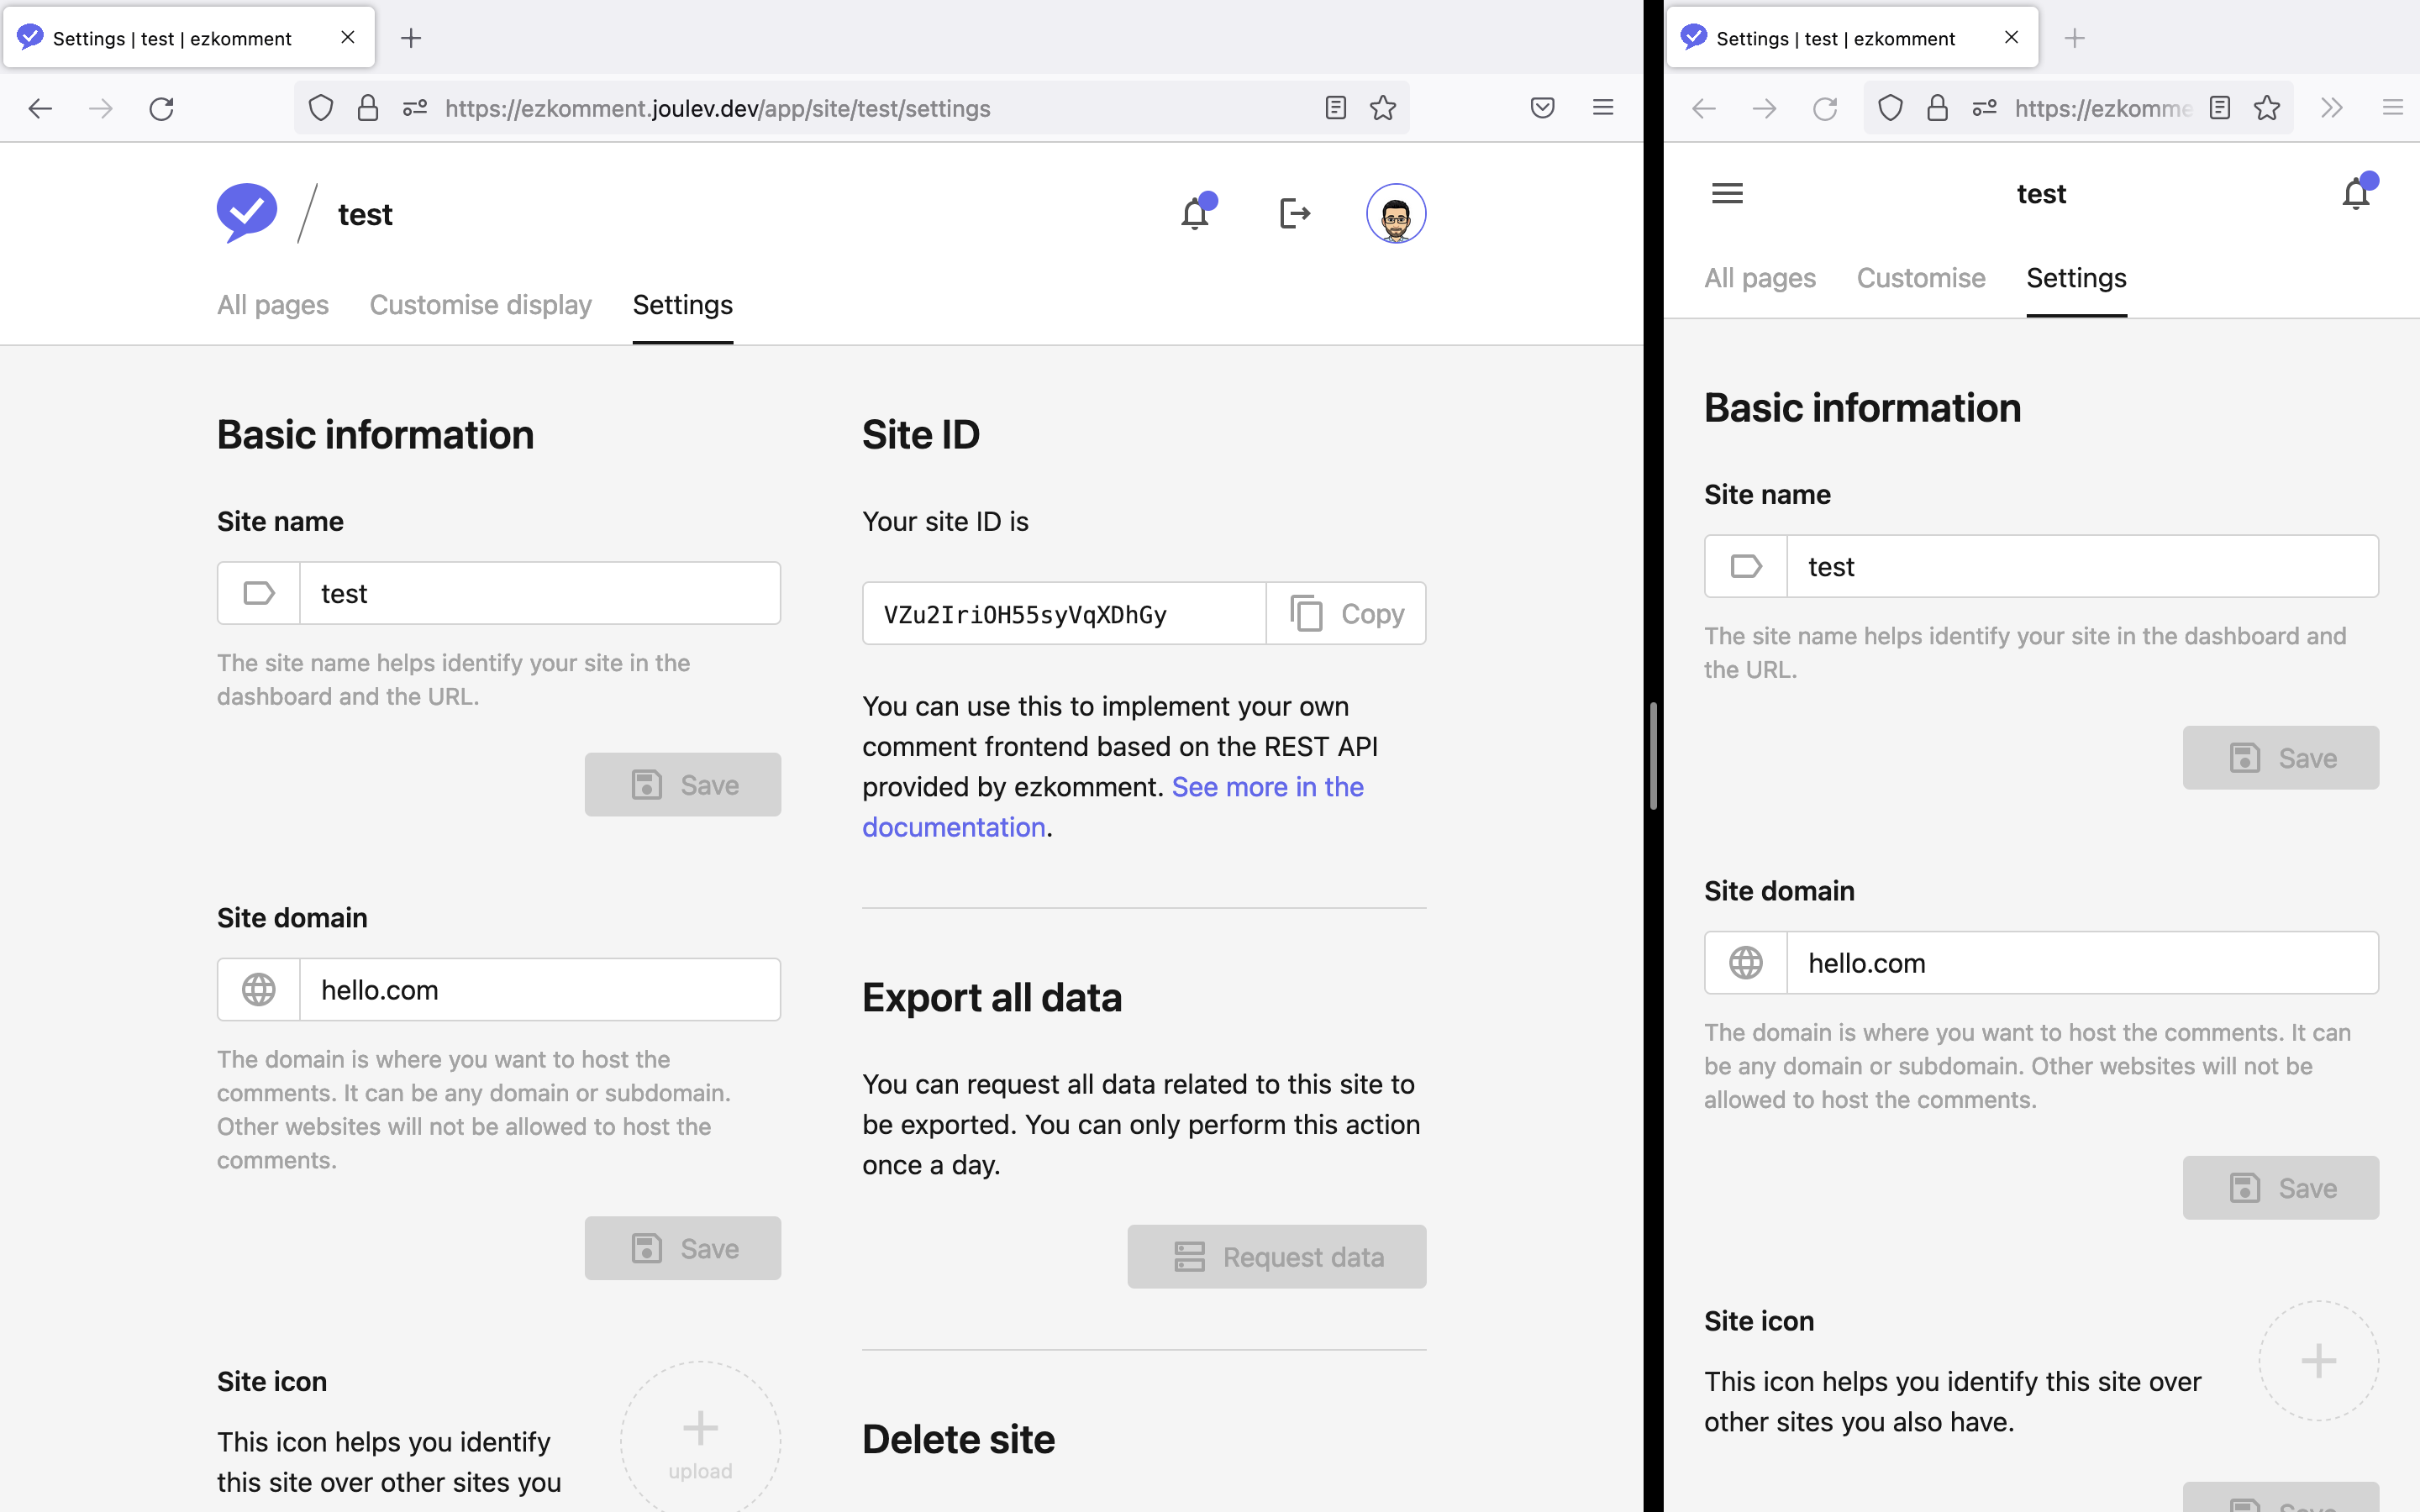 Settings | test | ezkomment
https://ezkomment.joulev.dev/app/site/test/settings
test
All pages
Customise display
Settings
Basic information
Site name
test
The site name helps identify your site in the
dashboard and the URL.
Save
Site domain
hello.com
The domain is where you want to host the
comments. It can be any domain or subdomain.
Other websites will not be allowed to host the
comments.
Save
Site icon
This icon helps you identify
this site over other sites you
upload
Site ID
Your site ID is
VZu2IriOH55syVqXDhGy
Copy
You can use this to implement your own
comment frontend based on the REST API
provided by ezkomment. See more in the
documentation.
Export all data
You can request all data related to this site to
be exported. You can only perform this action
once a day.
Request data
Delete site
Settings | test | ezkomment
https://ezkomme
test
All pages
Customise
Settings
Basic information
Site name
test
The site name helps identify your site in the dashboard and
the URL.
Save
Site domain
hello.com
The domain is where you want to host the comments. It can
be any domain or subdomain. Other websites will not be
allowed to host the comments.
Save
Site icon
This icon helps you identify this site over
other sites you also have.